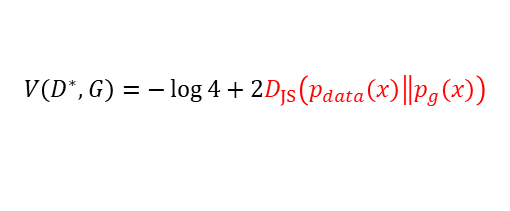 V(D*, G) = − log 4 + 2D_JS(p_data(x)‖p_g(x))